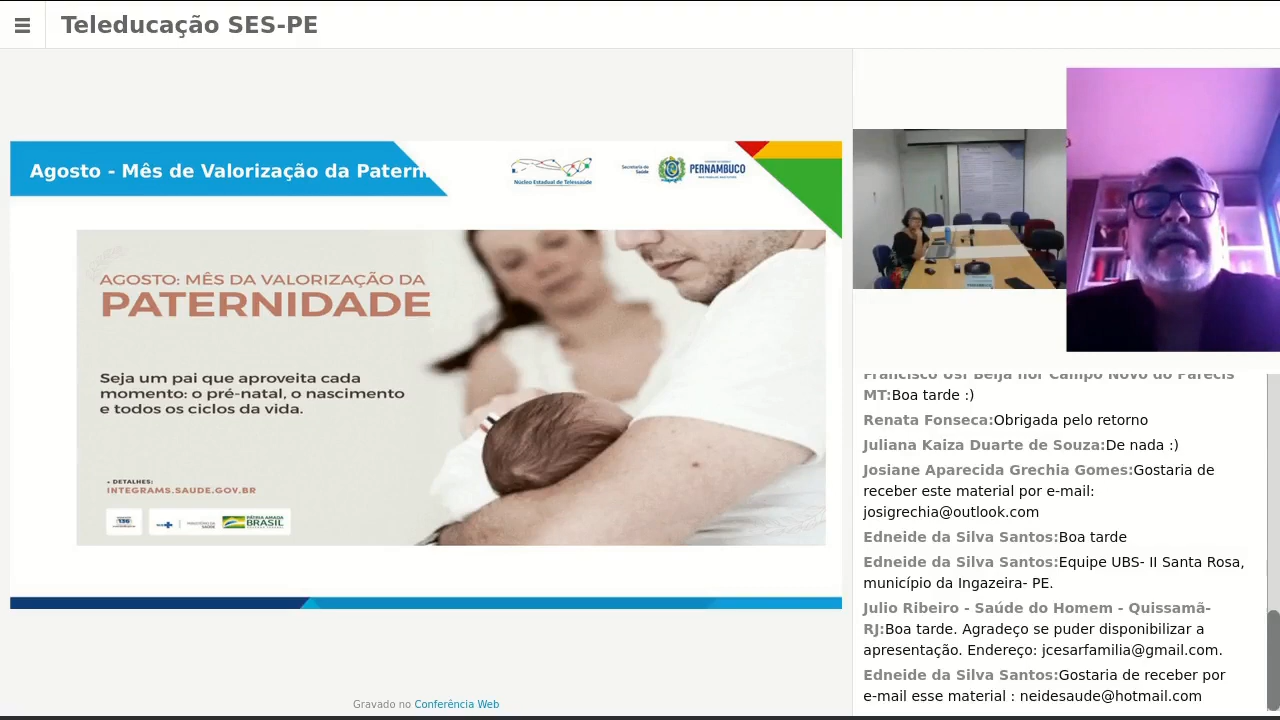 Teleducação SES-PE
Agosto - Mês de Valorização da Patern
Núcleo Estadual de Telessaúde
Secretaria de
Saúde
PERNAMBUCO
AGOSTO: MÊS DA VALORIZAÇÃO DA
PATERNIDADE
Seja um pai que aproveita cada
momento: o pré-natal, o nascimento
e todos os ciclos da vida.
+ DETALHES:
INTEGRAMS.SAUDE.GOV.BR
136
SUS
MINISTÉRIO DA
SAÚDE
PÁTRIA AMADA
BRASIL
Gravado no Conferência Web
Francisco Usf Beija flor Campo Novo do Parecis
MT:Boa tarde :)
Renata Fonseca:Obrigada pelo retorno
Juliana Kaiza Duarte de Souza:De nada :)
Josiane Aparecida Grechia Gomes:Gostaria de
receber este material por e-mail:
josigrechia@outlook.com
Edneide da Silva Santos:Boa tarde
Edneide da Silva Santos:Equipe UBS- II Santa Rosa,
município da Ingazeira- PE.
Julio Ribeiro - Saúde do Homem - Quissamã-
RJ:Boa tarde. Agradeço se puder disponibilizar a
apresentação. Endereço: jcesarfamilia@gmail.com.
Edneide da Silva Santos:Gostaria de receber por
e-mail esse material : neidesaude@hotmail.com